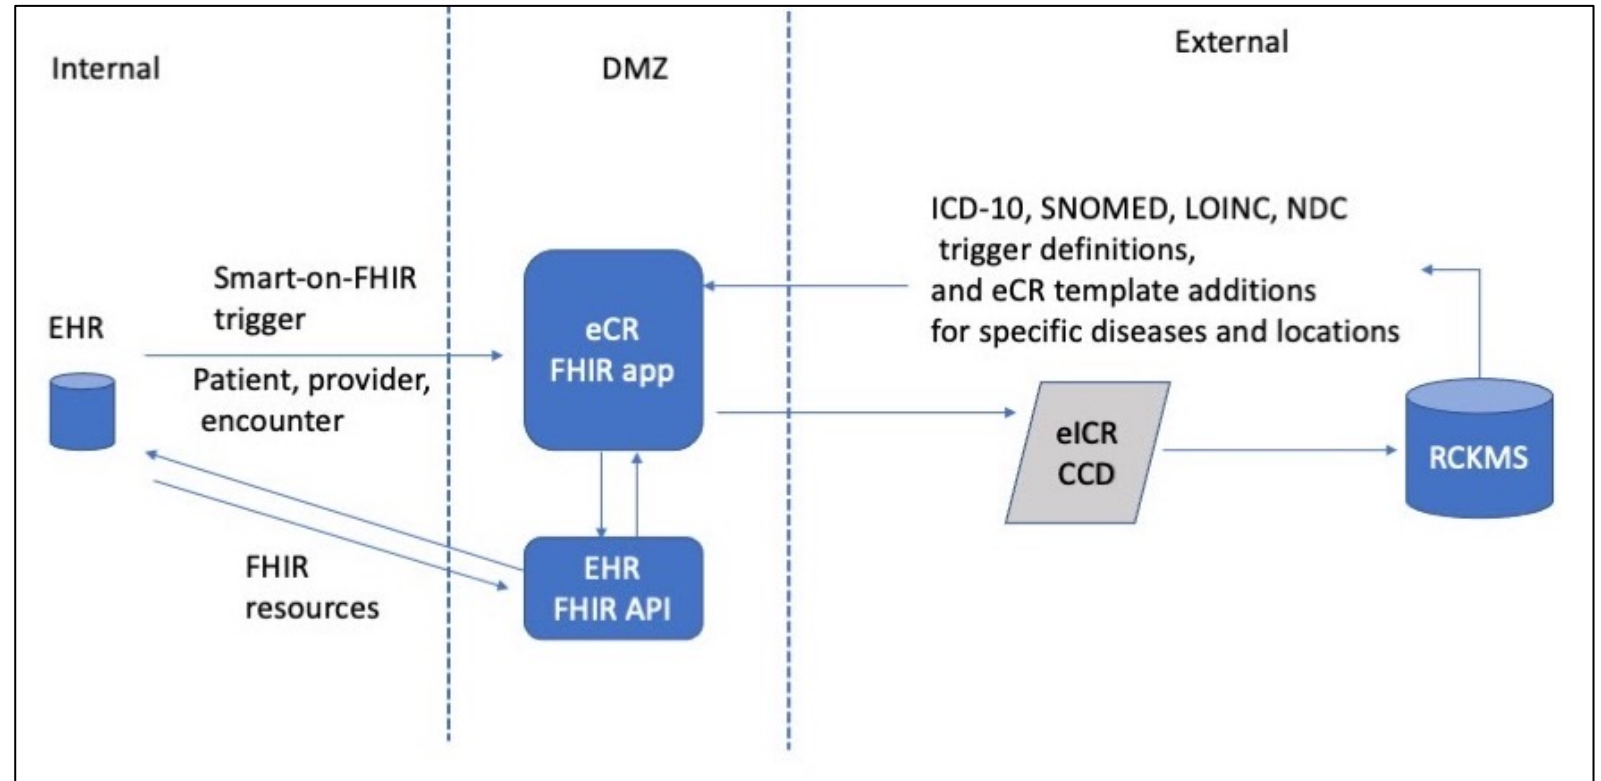 Internal
DMZ
External
ICD-10, SNOMED, LOINC, NDC
trigger definitions,
and eCR template additions
for specific diseases and locations
Smart-on-FHIR
trigger
EHR
Patient, provider,
encounter
eCR
FHIR app
eICR
CCD
RCKMS
FHIR
resources
EHR
FHIR API